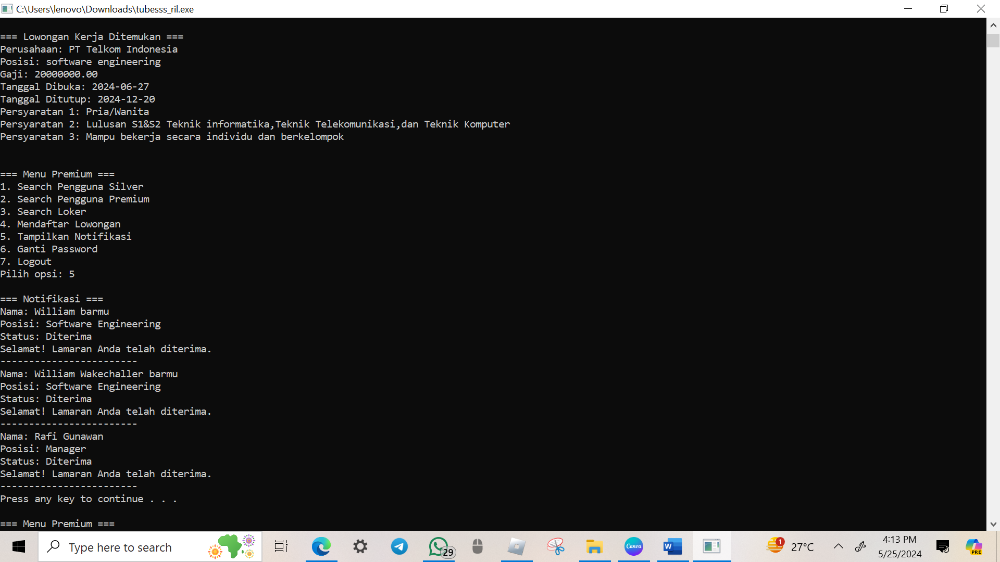 C:\Users\lenovo\Downloads\tubesss_ril.exe
=== Lowongan Kerja Ditemukan ===
Perusahaan: PT Telkom Indonesia
Posisi: software engineering
Gaji: 20000000.00
Tanggal Dibuka: 2024-06-27
Tanggal Ditutup: 2024-12-20
Persyaratan 1: Pria/Wanita
Persyaratan 2: Lulusan S1&S2 Teknik informatika,Teknik Telekomunikasi,dan Teknik Komputer
Persyaratan 3: Mampu bekerja secara individu dan berkelompok
=== Menu Premium ===
1. Search Pengguna Silver
2. Search Pengguna Premium
3. Search Loker
4. Mendaftar Lowongan
5. Tampilkan Notifikasi
6. Ganti Password
7. Logout
Pilih opsi: 5
=== Notifikasi ===
Nama: William barmu
Posisi: Software Engineering
Status: Diterima
Selamat! Lamaran Anda telah diterima.
------------------------
Nama: William Wakechaller barmu
Posisi: Software Engineering
Status: Diterima
Selamat! Lamaran Anda telah diterima.
------------------------
Nama: Rafi Gunawan
Posisi: Manager
Status: Diterima
Selamat! Lamaran Anda telah diterima.
------------------------
Press any key to continue . . .
=== Menu Premium ===
Type here to search
29
Canva
W
1
27°C
4:13 PM
5/25/2024
PRE